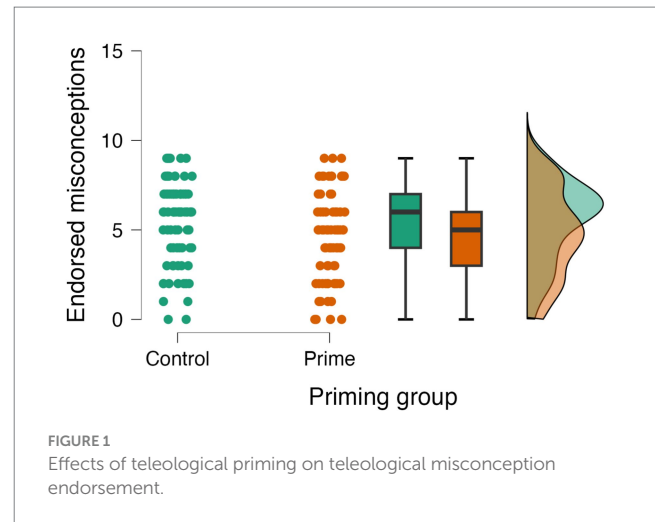 Endorsed misconceptions
15
10
5
0
Control
Prime
Priming group
FIGURE 1
Effects of teleological priming on teleological misconception
endorsement.